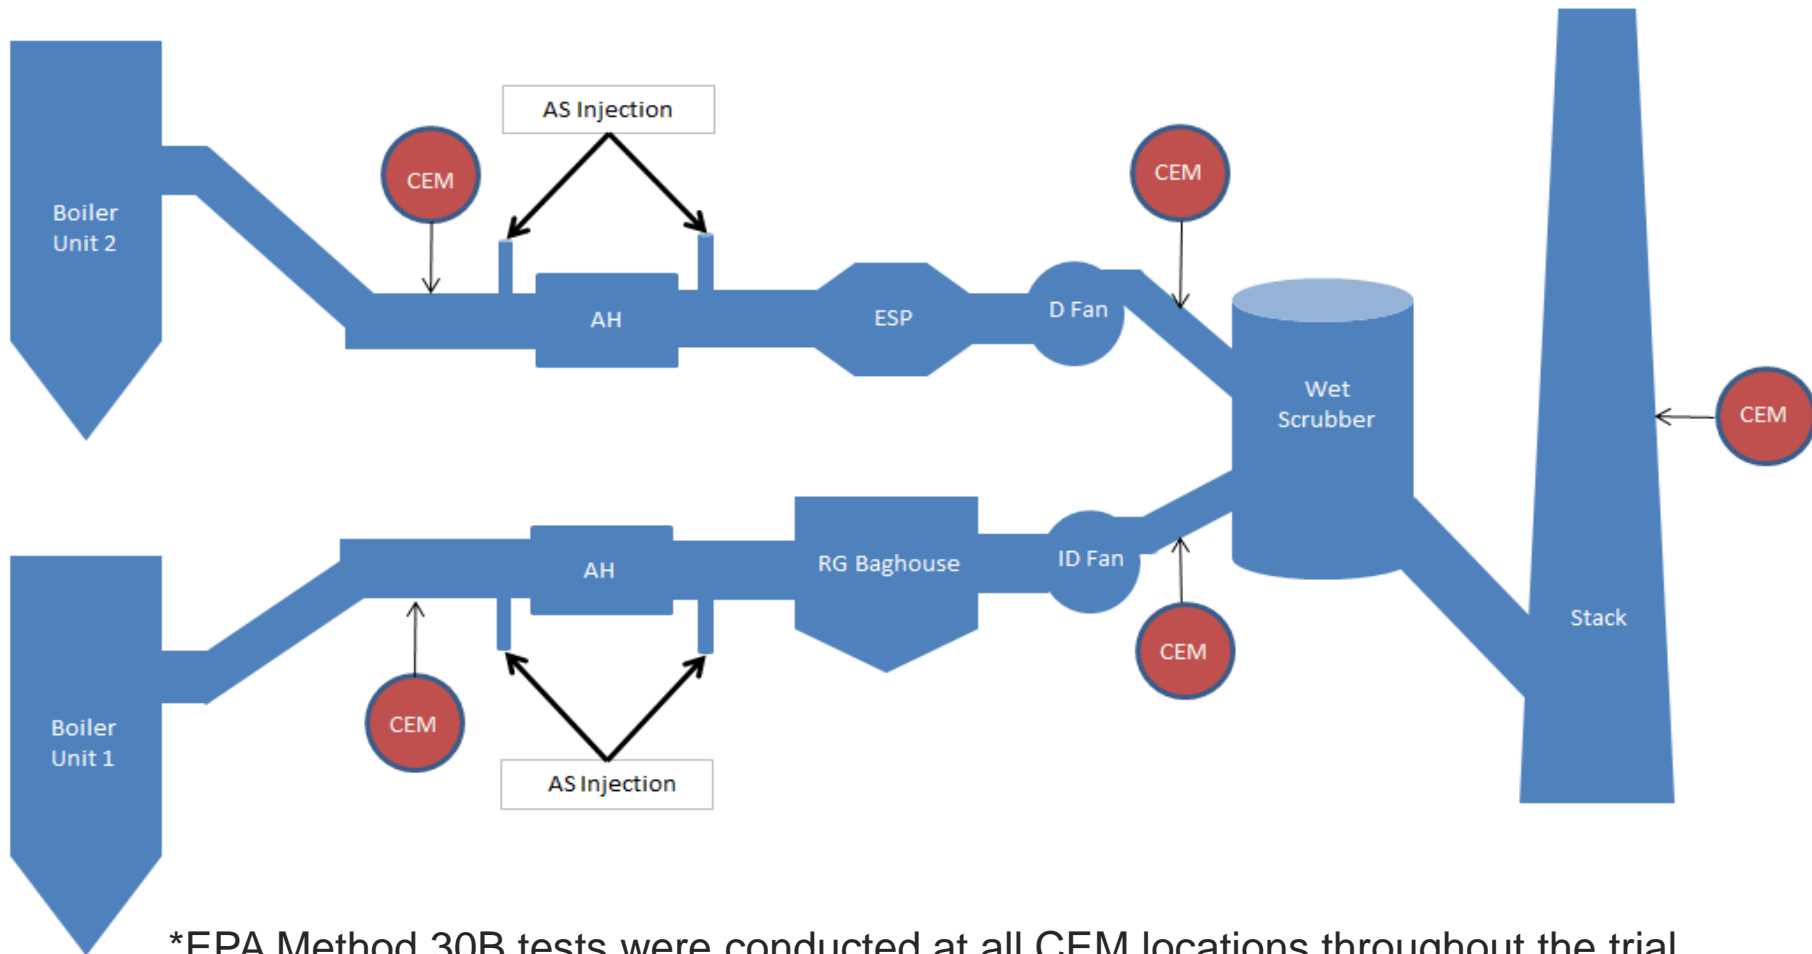 AS Injection
CEM
CEM
Boiler
Unit 2
AH
ESP
D Fan
Wet
Scrubber
CEM
AH
RG Baghouse
ID Fan
Stack
CEM
CEM
Boiler
Unit 1
AS Injection
*EPA Method 30B tests were conducted at all CEM locations throughout the trial